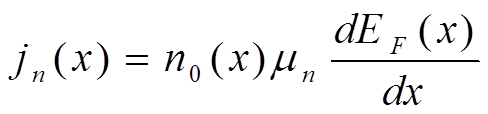 j_n(x) = n_0(x)μ_n dE_F(x)/dx